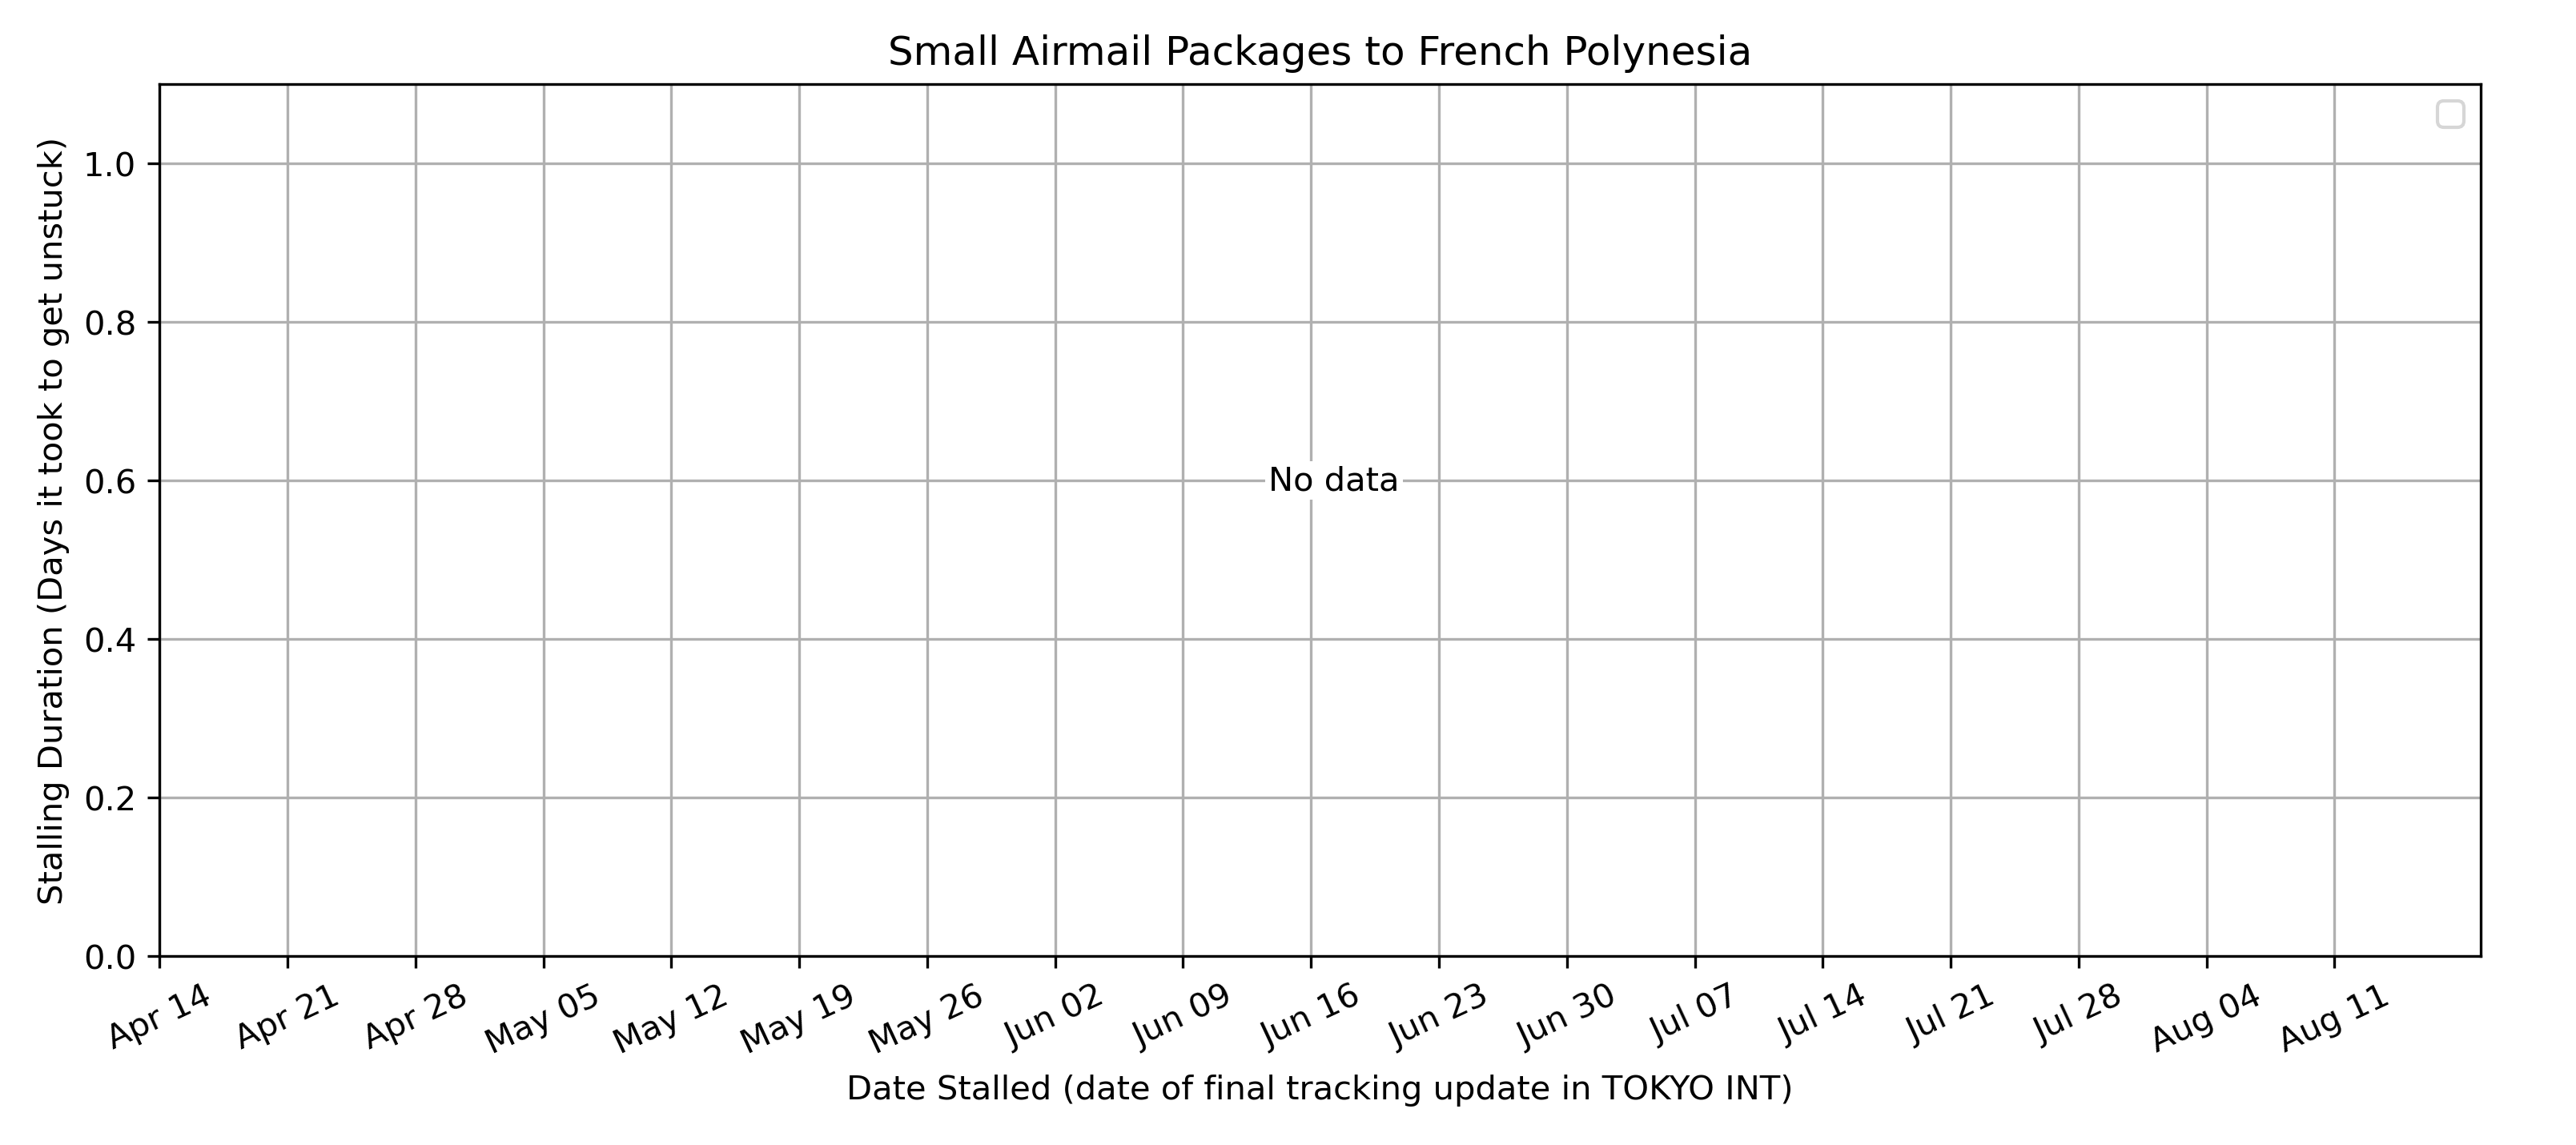 Small Airmail Packages to French Polynesia
Stalling Duration (Days it took to get unstuck)
1.0
0.8
0.6
0.4
0.2
0.0
No data
Apr 14
Apr 21
Apr 28
May 05
May 12
May 19
May 26
Jun 02
Jun 09
Jun 16
Jun 23
Jun 30
Jul 07
Jul 14
Jul 21
Jul 28
Aug 04
Aug 11
Date Stalled (date of final tracking update in TOKYO INT)